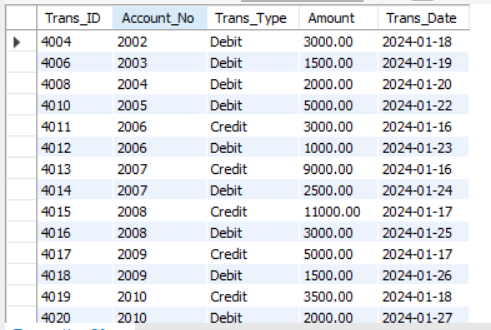 Trans_ID Account_No Trans_Type Amount Trans_Date
4004 2002 Debit 3000.00 2024-01-18
4006 2003 Debit 1500.00 2024-01-19
4008 2004 Debit 2000.00 2024-01-20
4010 2005 Debit 5000.00 2024-01-22
4011 2006 Credit 3000.00 2024-01-16
4012 2006 Debit 1000.00 2024-01-23
4013 2007 Credit 9000.00 2024-01-16
4014 2007 Debit 2500.00 2024-01-24
4015 2008 Credit 11000.00 2024-01-17
4016 2008 Debit 3000.00 2024-01-25
4017 2009 Credit 5000.00 2024-01-17
4018 2009 Debit 1500.00 2024-01-26
4019 2010 Credit 3500.00 2024-01-18
4020 2010 Debit 2000.00 2024-01-27